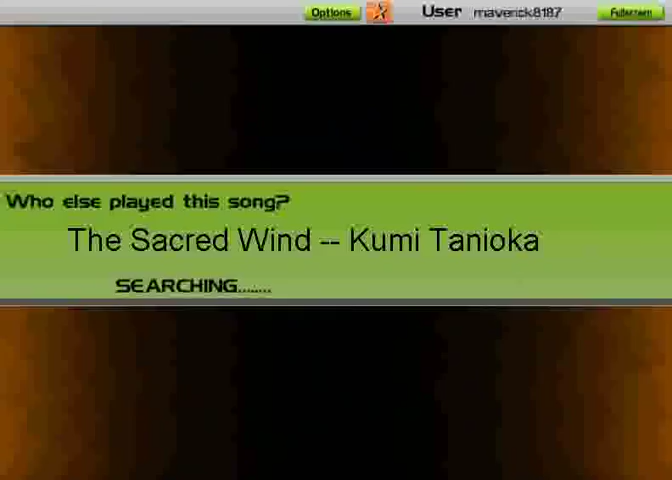 Options User maverick8187 Fullscreen
Who else played this song?
The Sacred Wind -- Kumi Tanioka
SEARCHING........